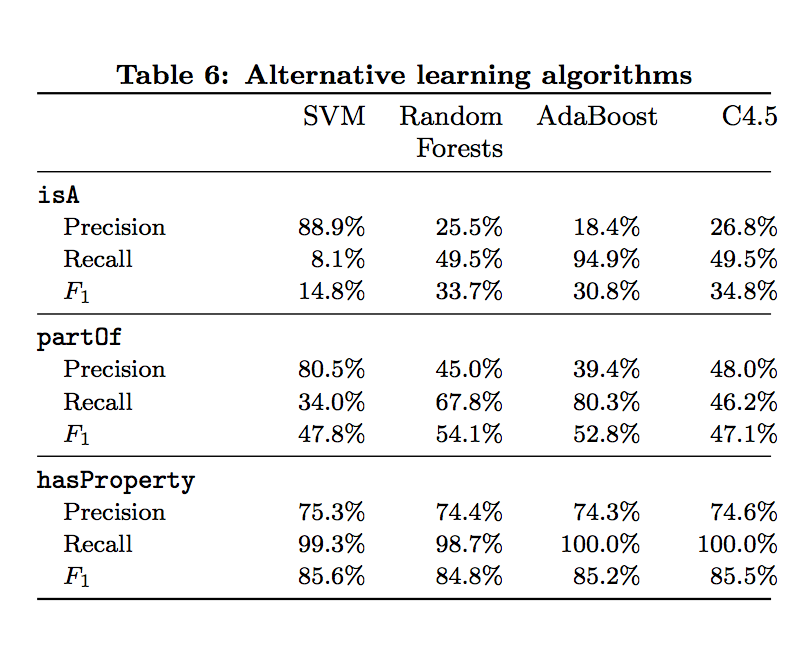 Table 6: Alternative learning algorithms
SVM Random AdaBoost C4.5
Forests
isA
Precision 88.9% 25.5% 18.4% 26.8%
Recall 8.1% 49.5% 94.9% 49.5%
F1 14.8% 33.7% 30.8% 34.8%
partOf
Precision 80.5% 45.0% 39.4% 48.0%
Recall 34.0% 67.8% 80.3% 46.2%
F1 47.8% 54.1% 52.8% 47.1%
hasProperty
Precision 75.3% 74.4% 74.3% 74.6%
Recall 99.3% 98.7% 100.0% 100.0%
F1 85.6% 84.8% 85.2% 85.5%